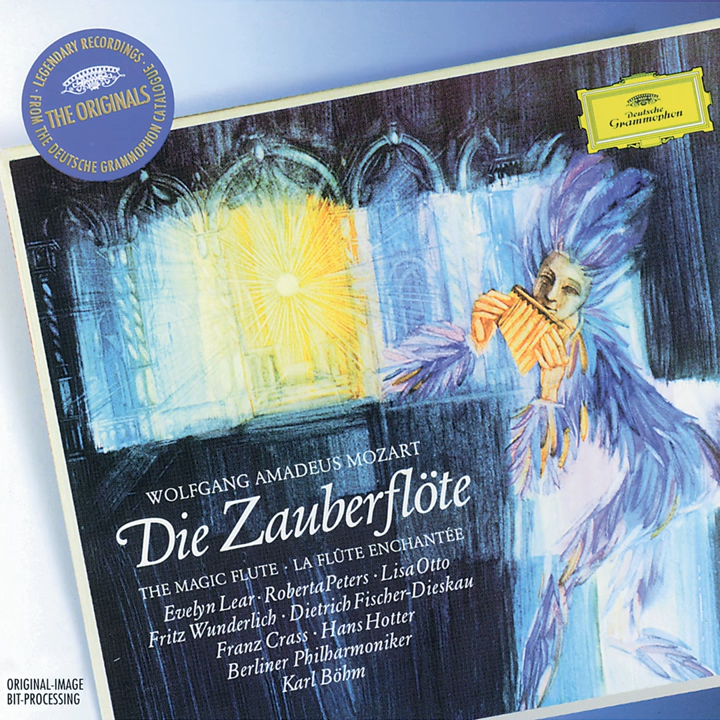 LEGENDARY RECORDINGS
THE ORIGINALS
· FROM THE DEUTSCHE GRAMMOPHON CATALOGUE ·
Deutsche
Grammophon
WOLFGANG AMADEUS MOZART
Die Zauberflöte
THE MAGIC FLUTE · LA FLÛTE ENCHANTÉE
Evelyn Lear · Roberta Peters · Lisa Otto
Fritz Wunderlich · Dietrich Fischer-Dieskau
Franz Crass · Hans Hotter
Berliner Philharmoniker
Karl Böhm
ORIGINAL-IMAGE
BIT-PROCESSING